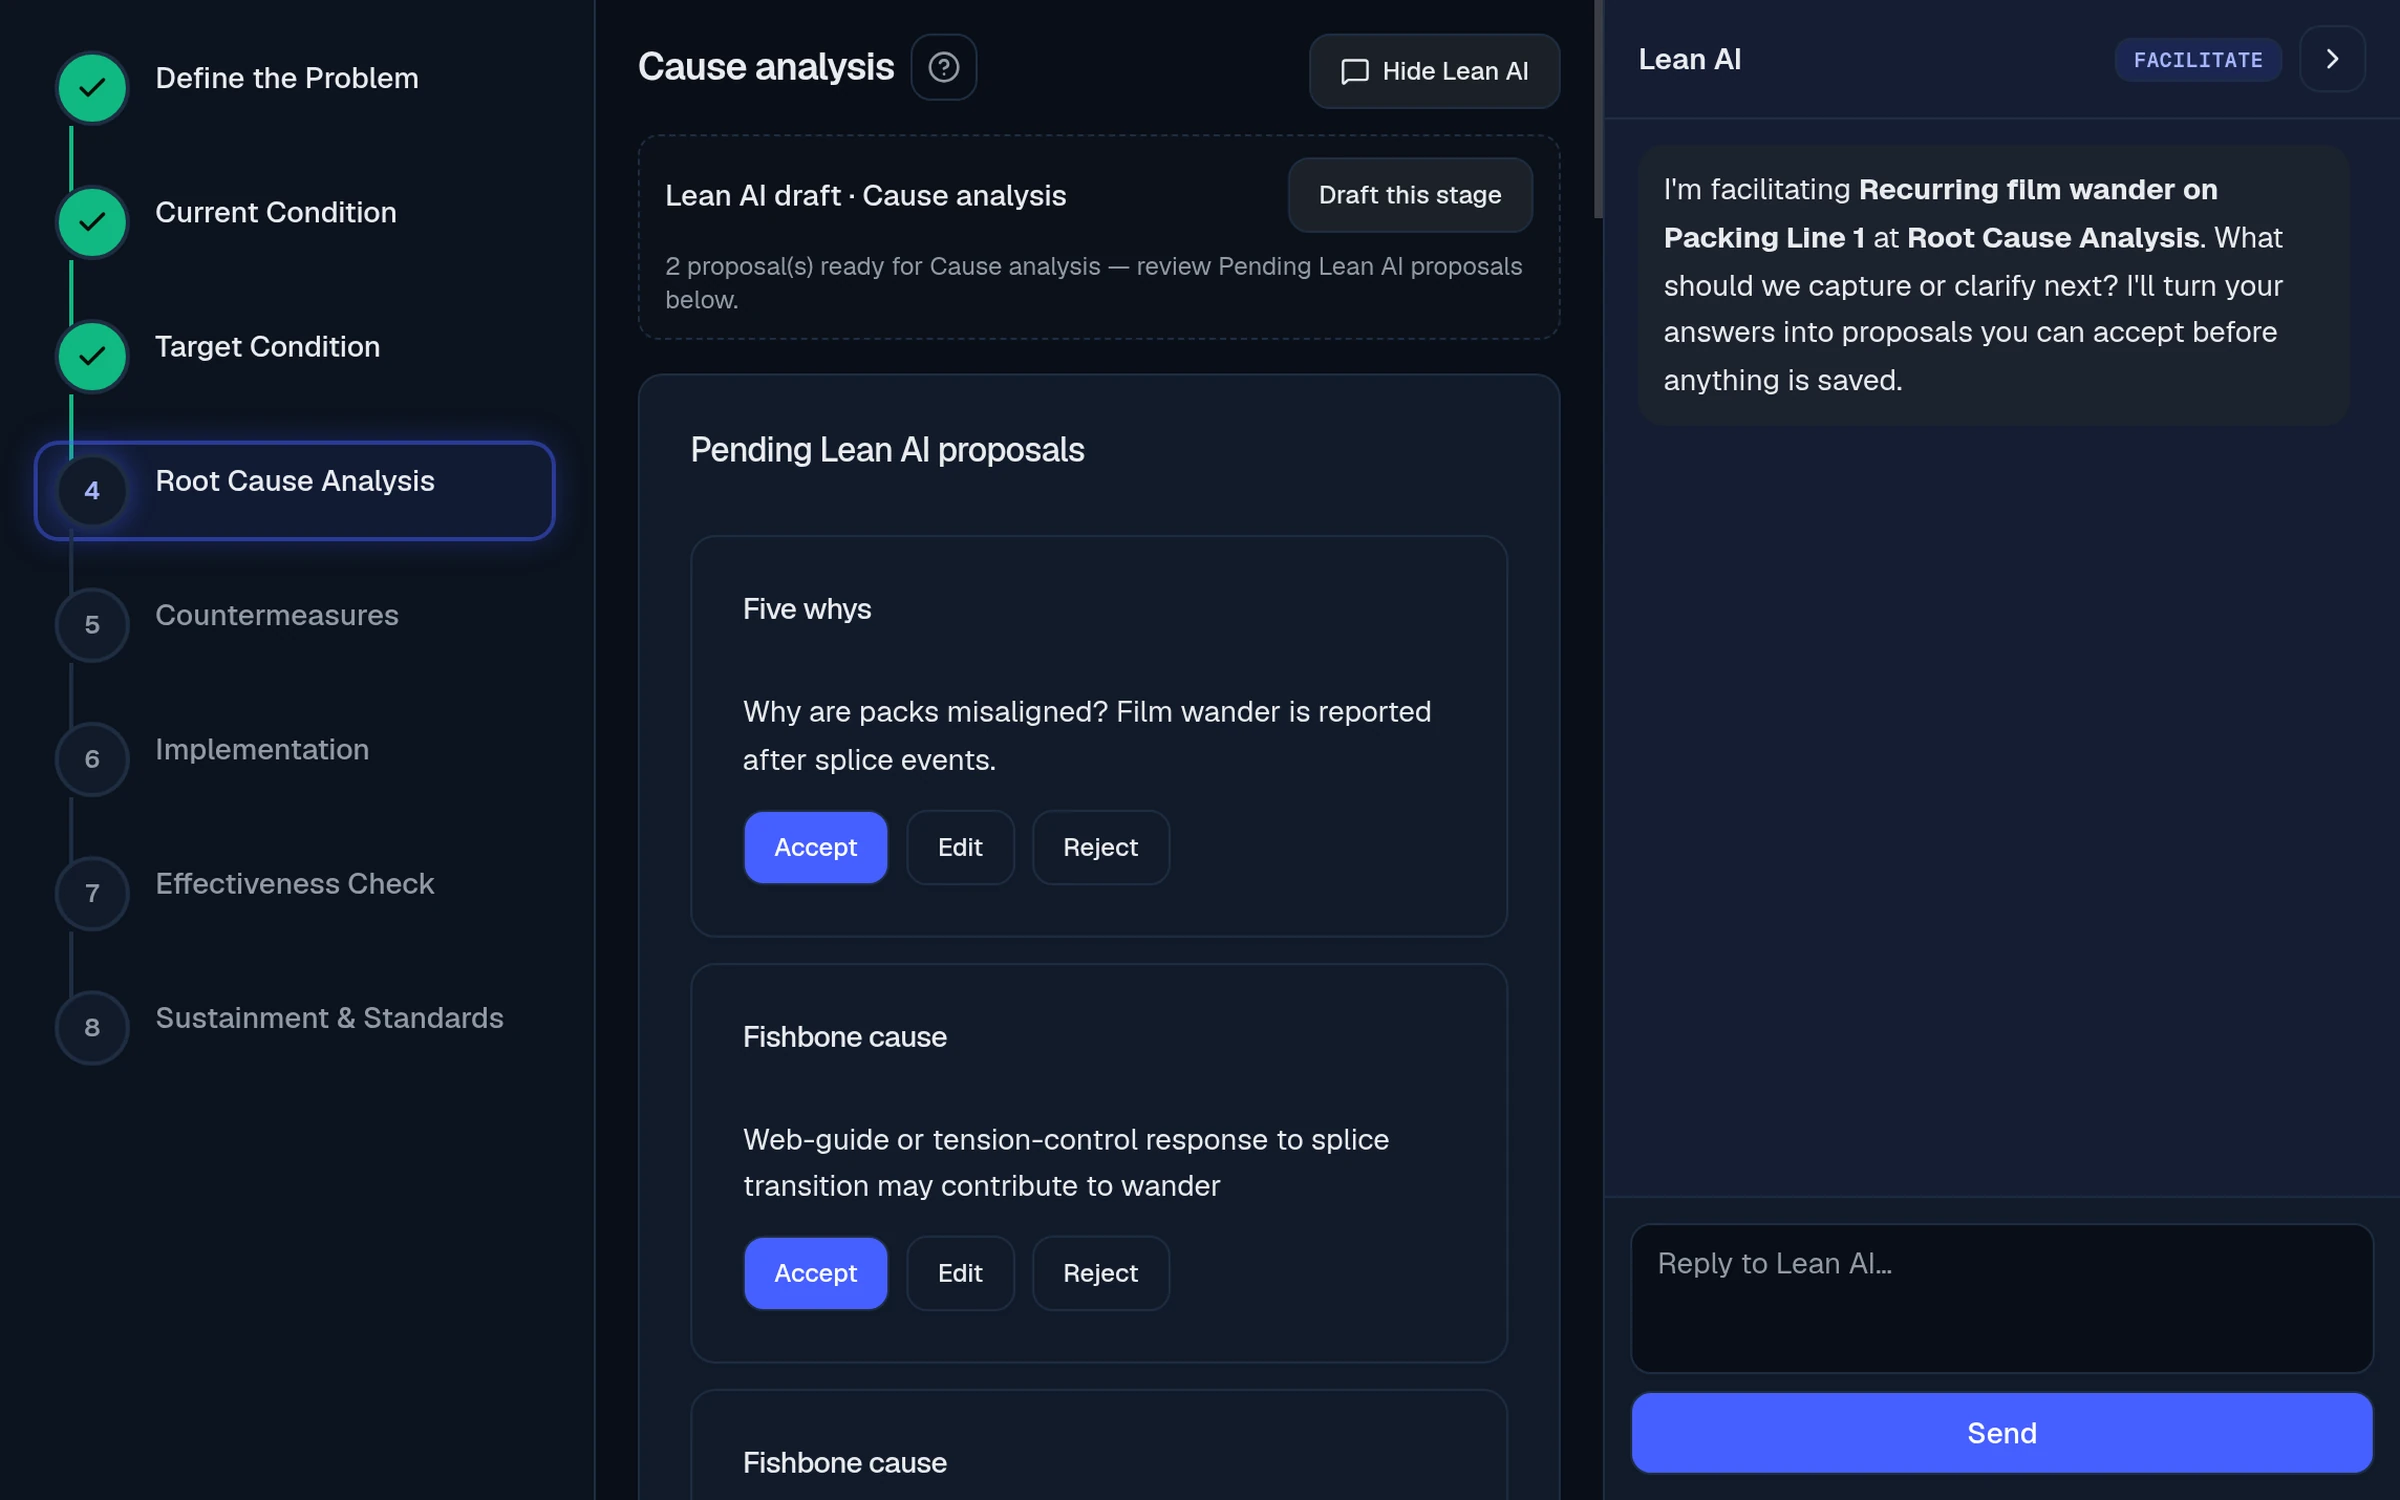 Define the Problem
Current Condition
Target Condition
4
Root Cause Analysis
5
Countermeasures
6
Implementation
7
Effectiveness Check
8
Sustainment & Standards
Cause analysis
Hide Lean AI
Lean AI draft · Cause analysis
Draft this stage
2 proposal(s) ready for Cause analysis — review Pending Lean AI proposals
below.
Pending Lean AI proposals
Five whys
Why are packs misaligned? Film wander is reported
after splice events.
Accept
Edit
Reject
Fishbone cause
Web-guide or tension-control response to splice
transition may contribute to wander
Accept
Edit
Reject
Fishbone cause
Lean AI
FACILITATE
I'm facilitating Recurring film wander on
Packing Line 1 at Root Cause Analysis. What
should we capture or clarify next? I'll turn your
answers into proposals you can accept before
anything is saved.
Reply to Lean AI...
Send